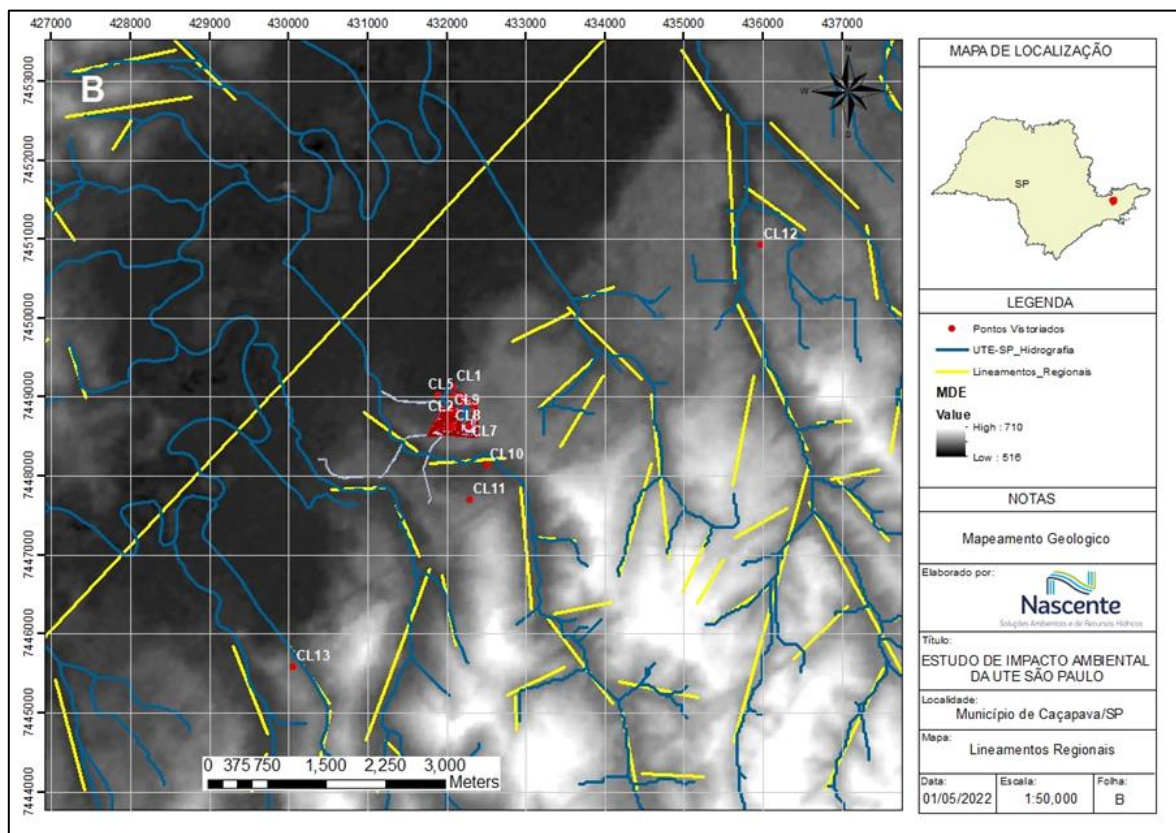 427000 428000 429000 430000 431000 432000 433000 434000 435000 436000 437000
7453000
7452000
7451000
7450000
7449000
7448000
7447000
7446000
7445000
7444000
B
N
W
S
CL12
CL5 CL1
CL9
CL2
CL8
CL7
CL10
CL11
CL13
0 375 750 1,500 2,250 3,000
Meters
MAPA DE LOCALIZAÇÃO
SP
LEGENDA
Pontos Vistoriados
UTE-SP_Hidrografia
Lineamentos_Regionais
MDE
Value
High : 710
Low : 516
NOTAS
Mapeamento Geologico
Elaborado por:
Nascente
Soluções Ambientais e de Recursos Hídricos
Título:
ESTUDO DE IMPACTO AMBIENTAL
DA UTE SÃO PAULO
Localidade:
Município de Caçapava/SP
Mapa:
Lineamentos Regionais
Data: Escala: Folha:
01/05/2022 1:50,000 B